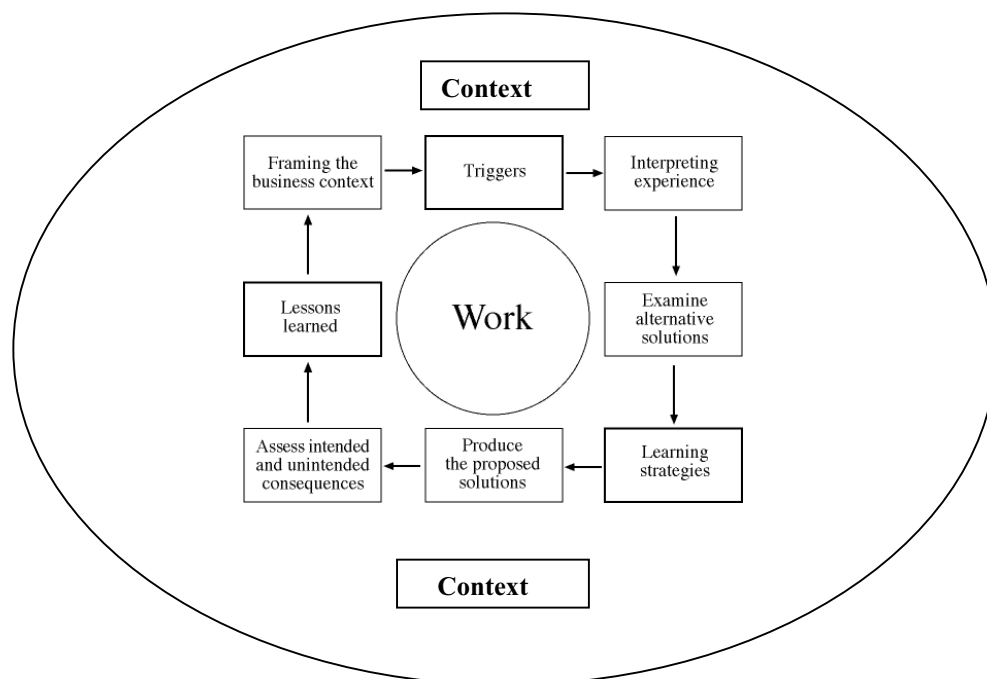 Context
Framing the
business context
Triggers
Interpreting
experience
Lessons
learned
Work
Examine
alternative
solutions
Assess intended
and unintended
consequences
Produce
the proposed
solutions
Learning
strategies
Context